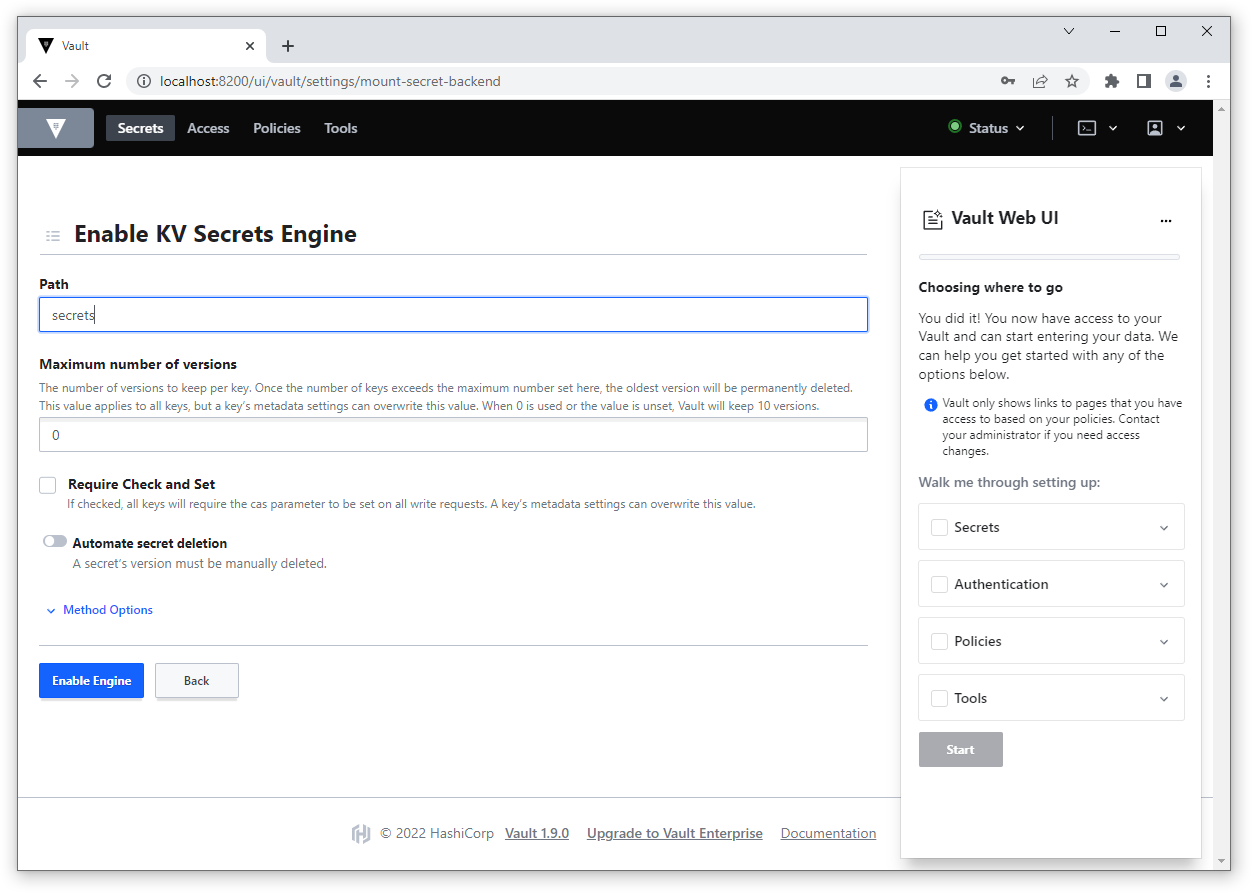 Vault
localhost:8200/ui/vault/settings/mount-secret-backend
Secrets Access Policies Tools Status
Enable KV Secrets Engine
Path
secrets
Maximum number of versions
The number of versions to keep per key. Once the number of keys exceeds the maximum number set here, the oldest version will be permanently deleted.
This value applies to all keys, but a key's metadata settings can overwrite this value. When 0 is used or the value is unset, Vault will keep 10 versions.
0
Require Check and Set
If checked, all keys will require the cas parameter to be set on all write requests. A key's metadata settings can overwrite this value.
Automate secret deletion
A secret's version must be manually deleted.
Method Options
Enable Engine Back
Vault Web UI
Choosing where to go
You did it! You now have access to your
Vault and can start entering your data. We
can help you get started with any of the
options below.
Vault only shows links to pages that you have
access to based on your policies. Contact
your administrator if you need access
changes.
Walk me through setting up:
Secrets
Authentication
Policies
Tools
Start
© 2022 HashiCorp Vault 1.9.0 Upgrade to Vault Enterprise Documentation